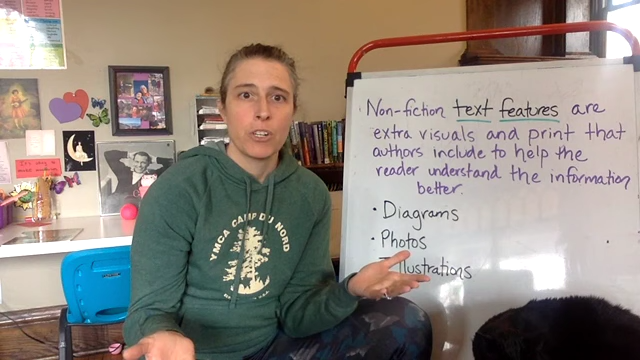 Non-fiction text features are
extra visuals and print that
authors include to help the
reader understand the information
better.
• Diagrams
• Photos
Illustrations
YMCA CAMP DU NORD